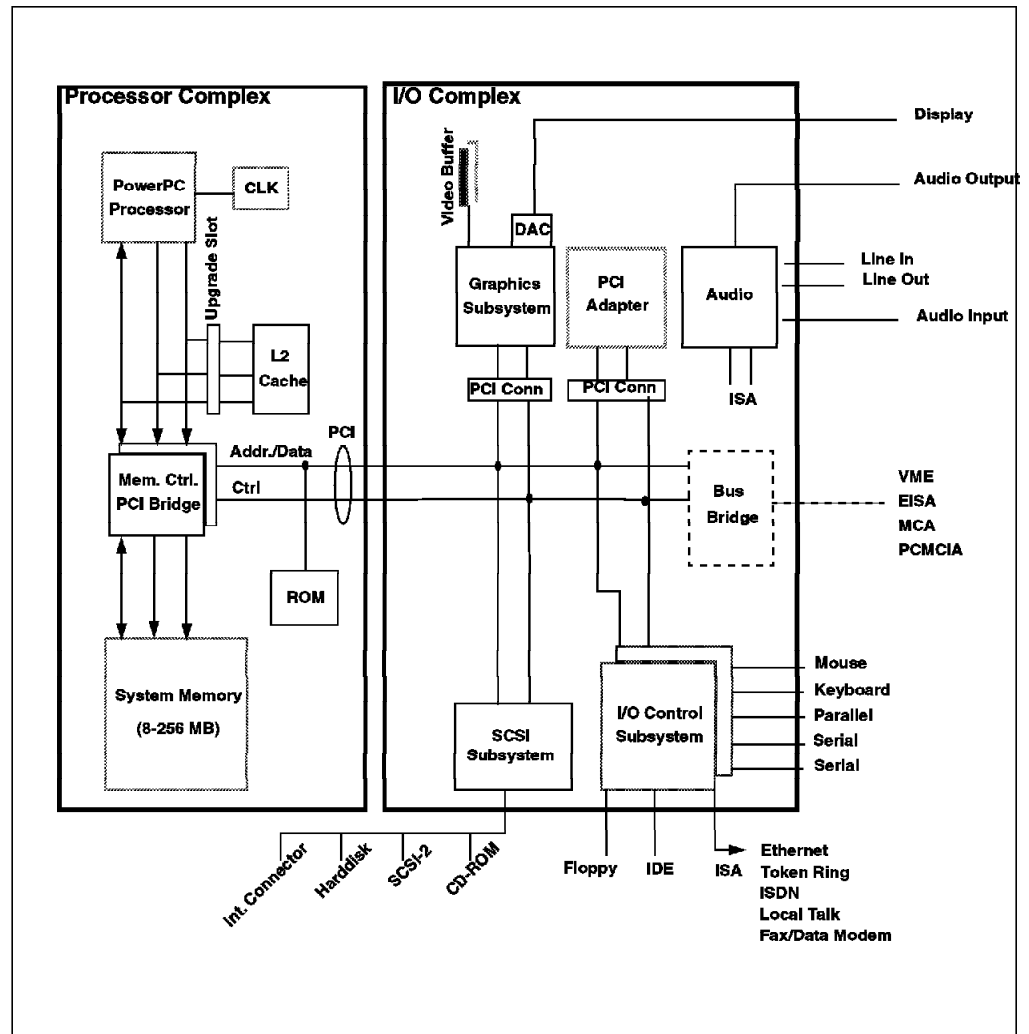 Processor Complex
I/O Complex
Display
PowerPC
Processor
CLK
Upgrade Slot
L2
Cache
Video Buffer
DAC
Graphics
Subsystem
PCI
Adapter
Audio
Audio Output
Line In
Line Out
Audio Input
PCI Conn
PCI Conn
ISA
Mem. Ctrl.
PCI Bridge
Addr./Data
Ctrl
PCI
ROM
Bus
Bridge
VME
EISA
MCA
PCMCIA
System Memory
(8-256 MB)
SCSI
Subsystem
I/O Control
Subsystem
Mouse
Keyboard
Parallel
Serial
Serial
Int. Connector
Harddisk
SCSI-2
CD-ROM
Floppy
IDE
ISA
Ethernet
Token Ring
ISDN
Local Talk
Fax/Data Modem